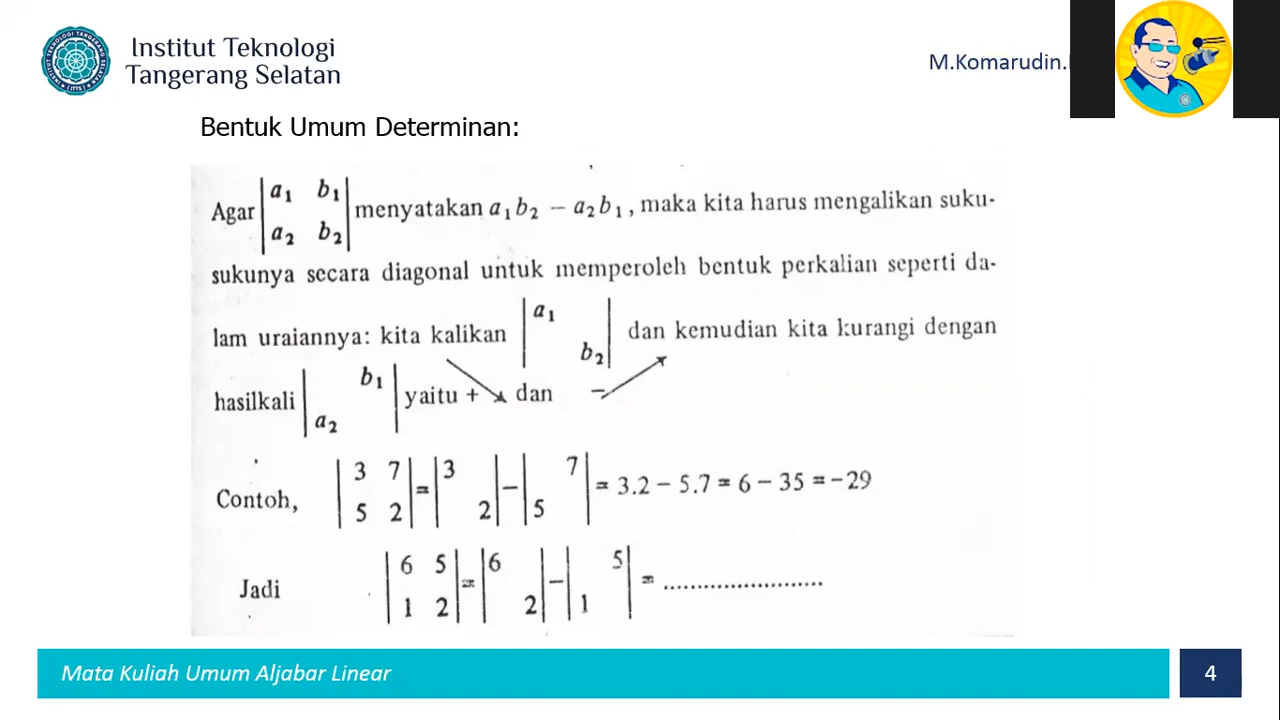 Institut Teknologi
Tangerang Selatan
M.Komarudin.
Bentuk Umum Determinan:
Agar | a₁ b₁ | menyatakan a₁b₂ − a₂b₁, maka kita harus mengalikan suku-
| a₂ b₂ |
sukunya secara diagonal untuk memperoleh bentuk perkalian seperti da-
lam uraiannya: kita kalikan | a₁ b₂ | dan kemudian kita kurangi dengan
hasilkali | b₁ a₂ | yaitu + ↘ dan − ↗
Contoh, | 3 7 | = | 3 | − | 7 | = 3.2 − 5.7 = 6 − 35 = −29
| 5 2 | | 2 | | 5 |
Jadi | 6 5 | = | 6 | − | 5 | = ........................
| 1 2 | | 2 | | 1 |
Mata Kuliah Umum Aljabar Linear
4